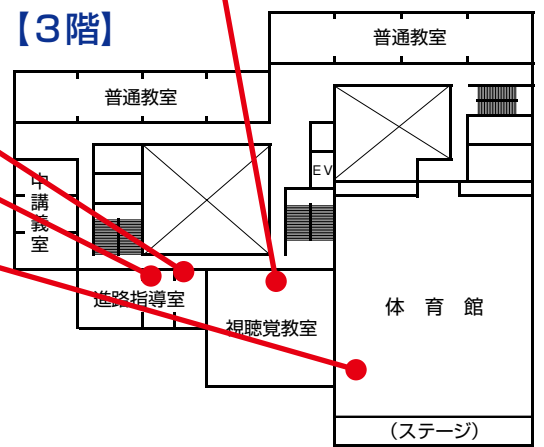 【3階】
普通教室
普通教室
EV
中講義室
進路指導室
視聴覚教室
体育館
（ステージ）